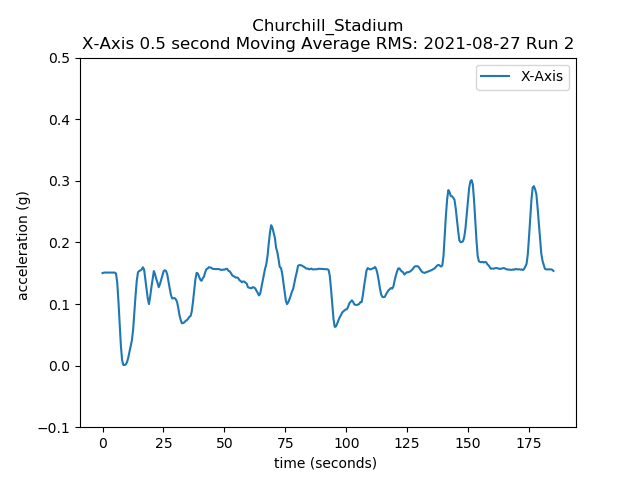 Churchill_Stadium
X-Axis 0.5 second Moving Average RMS: 2021-08-27 Run 2
X-Axis
acceleration (g)
0.5
0.4
0.3
0.2
0.1
0.0
−0.1
0 25 50 75 100 125 150 175
time (seconds)